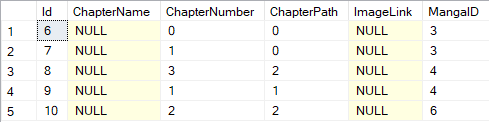 Id ChapterName ChapterNumber ChapterPath ImageLink MangaID
1 6 NULL 0 0 NULL 3
2 7 NULL 1 0 NULL 3
3 8 NULL 3 2 NULL 4
4 9 NULL 1 1 NULL 4
5 10 NULL 2 2 NULL 6